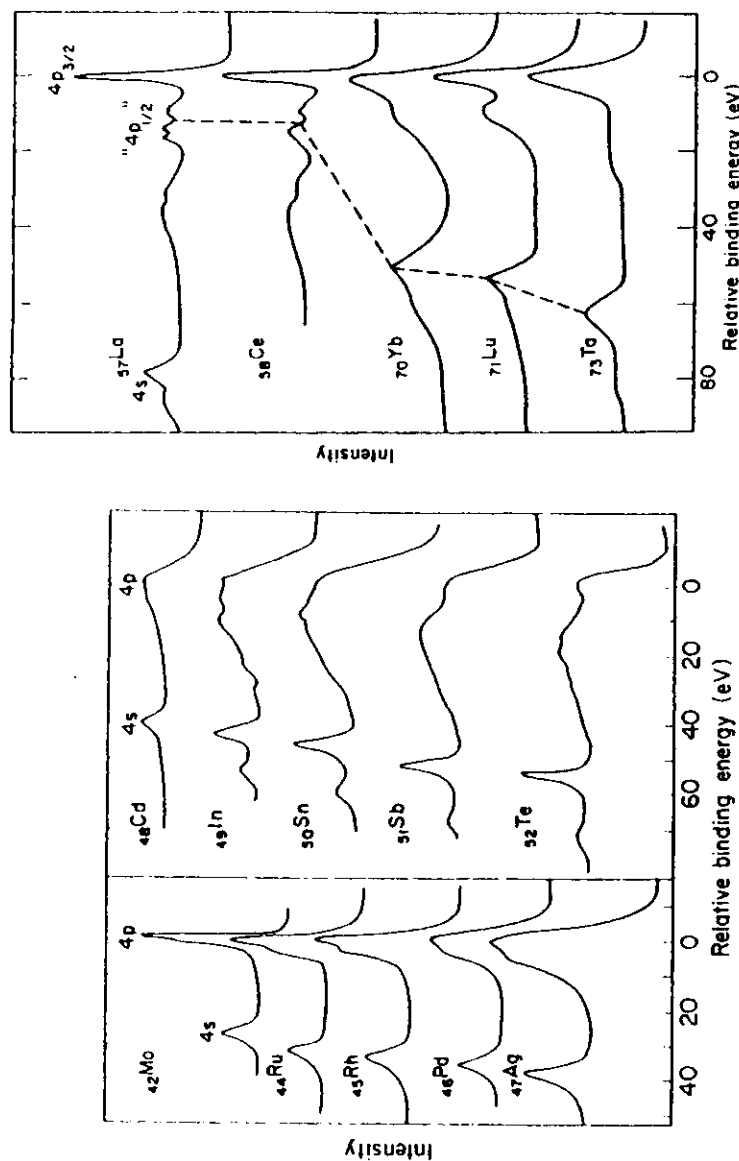 Intensity
42Mo
44Ru
45Rh
46Pd
47Ag
4s
4p
40
20
0
48Cd
49In
50Sn
51Sb
52Te
4s
4p
60
40
20
0
Relative binding energy (eV)
Intensity
57La
58Ce
70Yb
71Lu
73Ta
4s
"4p1/2"
4p3/2
80
40
0
Relative binding energy (eV)